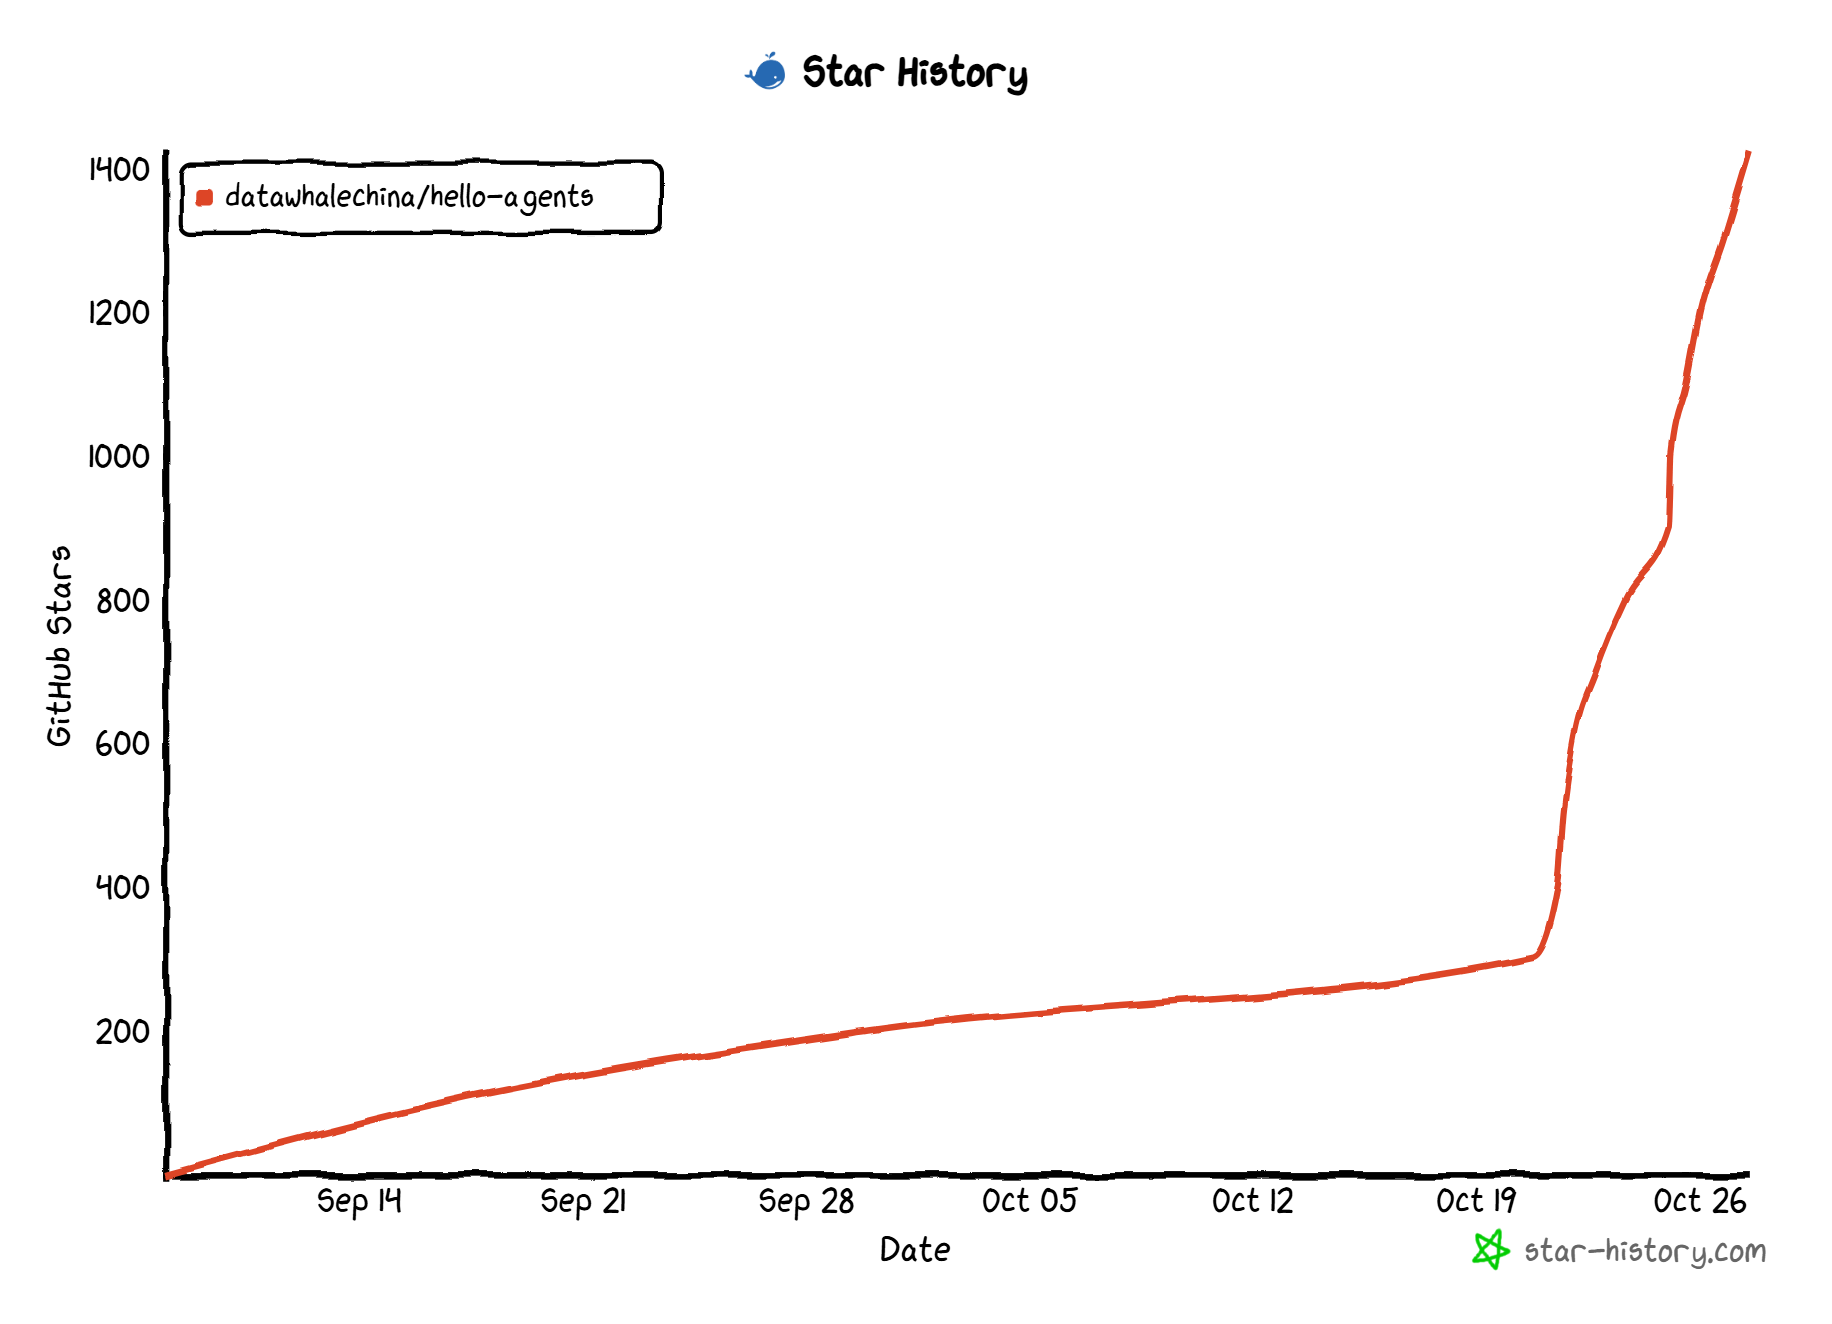 Star History
datawhalechina/hello-agents
1400
1200
1000
800
600
400
200
GitHub Stars
Sep 14
Sep 21
Sep 28
Oct 05
Oct 12
Oct 19
Oct 26
Date
star-history.com